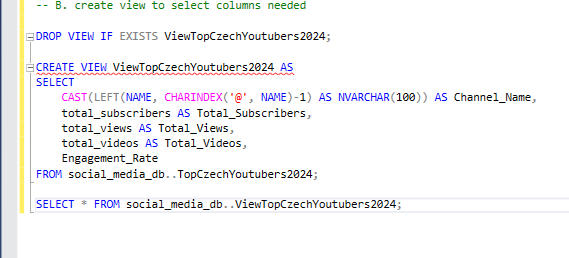 -- B. create view to select columns needed
DROP VIEW IF EXISTS ViewTopCzechYoutubers2024;
CREATE VIEW ViewTopCzechYoutubers2024 AS
SELECT
CAST(LEFT(NAME, CHARINDEX('@', NAME)-1) AS NVARCHAR(100)) AS Channel_Name,
total_subscribers AS Total_Subscribers,
total_views AS Total_Views,
total_videos AS Total_Videos,
Engagement_Rate
FROM social_media_db..TopCzechYoutubers2024;
SELECT * FROM social_media_db..ViewTopCzechYoutubers2024;